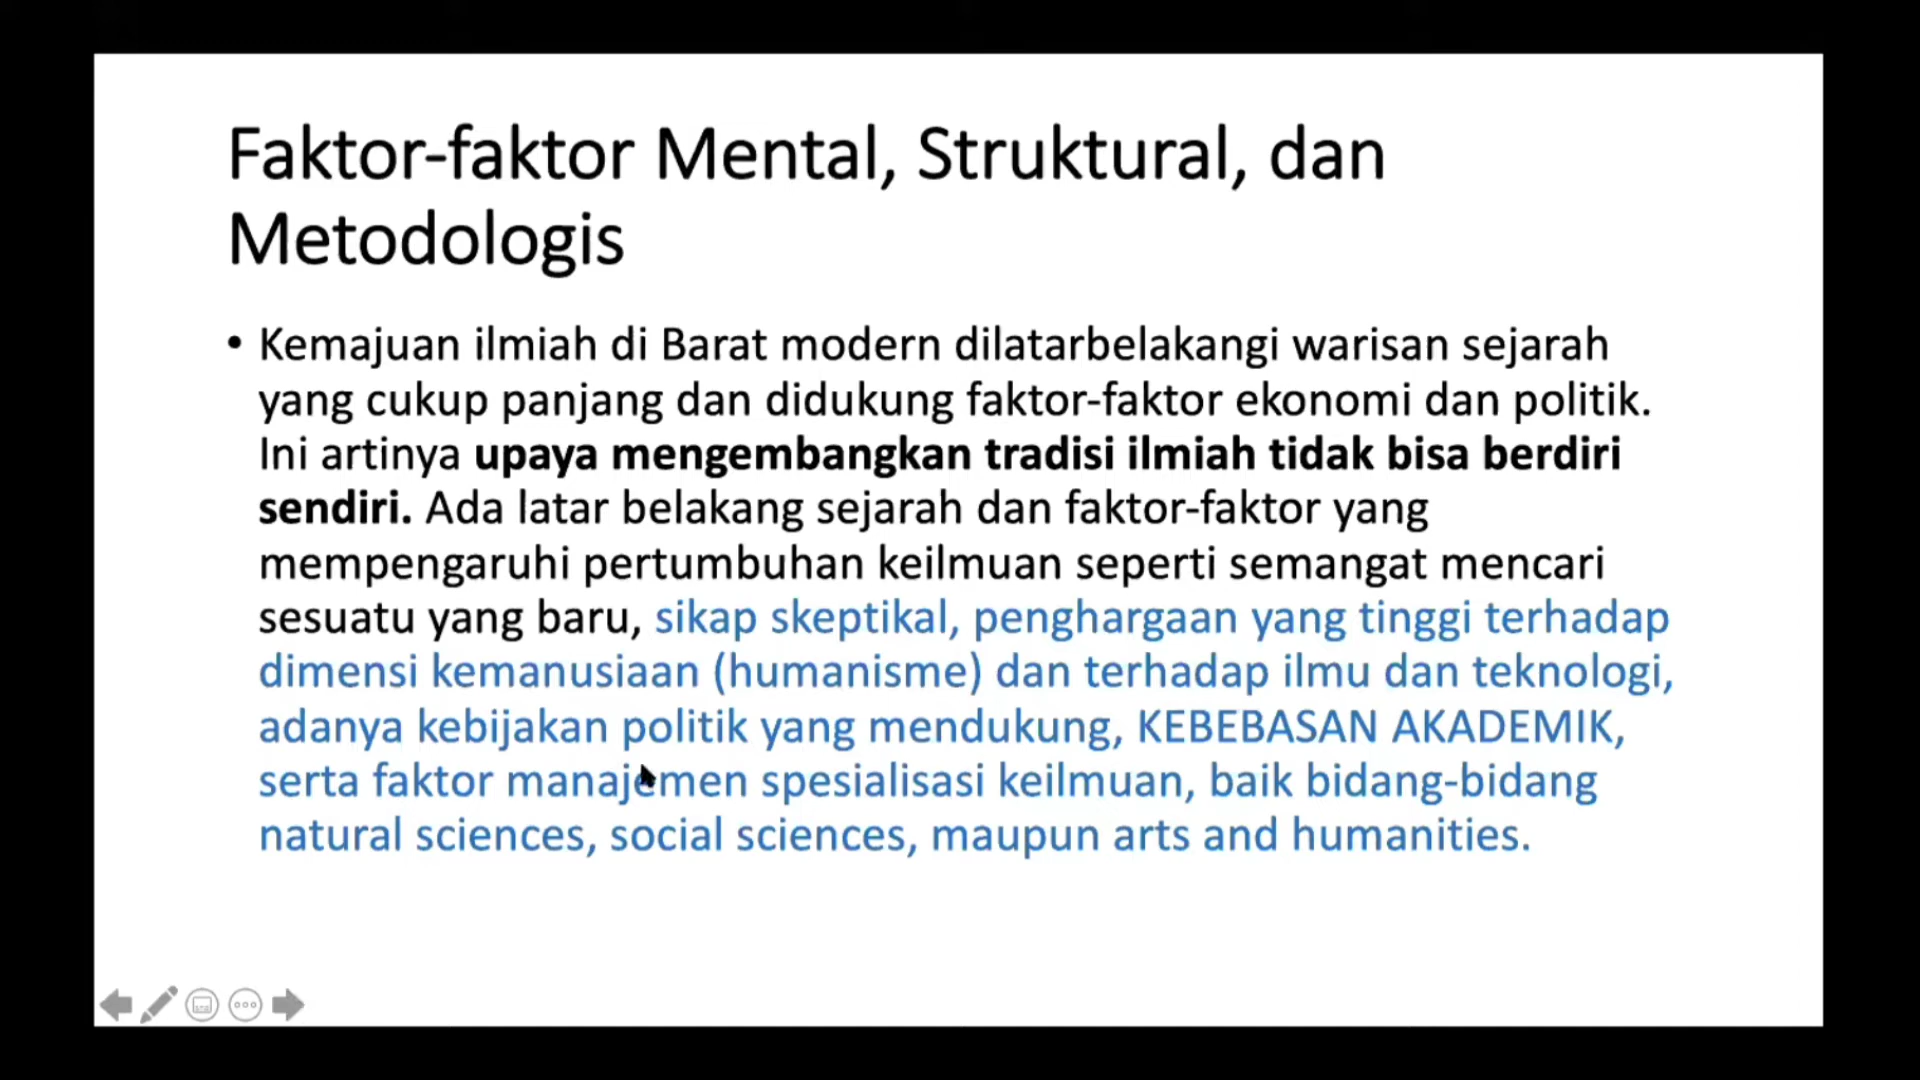 Faktor-faktor Mental, Struktural, dan
Metodologis
• Kemajuan ilmiah di Barat modern dilatarbelakangi warisan sejarah
yang cukup panjang dan didukung faktor-faktor ekonomi dan politik.
Ini artinya upaya mengembangkan tradisi ilmiah tidak bisa berdiri
sendiri. Ada latar belakang sejarah dan faktor-faktor yang
mempengaruhi pertumbuhan keilmuan seperti semangat mencari
sesuatu yang baru, sikap skeptikal, penghargaan yang tinggi terhadap
dimensi kemanusiaan (humanisme) dan terhadap ilmu dan teknologi,
adanya kebijakan politik yang mendukung, KEBEBASAN AKADEMIK,
serta faktor manajemen spesialisasi keilmuan, baik bidang-bidang
natural sciences, social sciences, maupun arts and humanities.